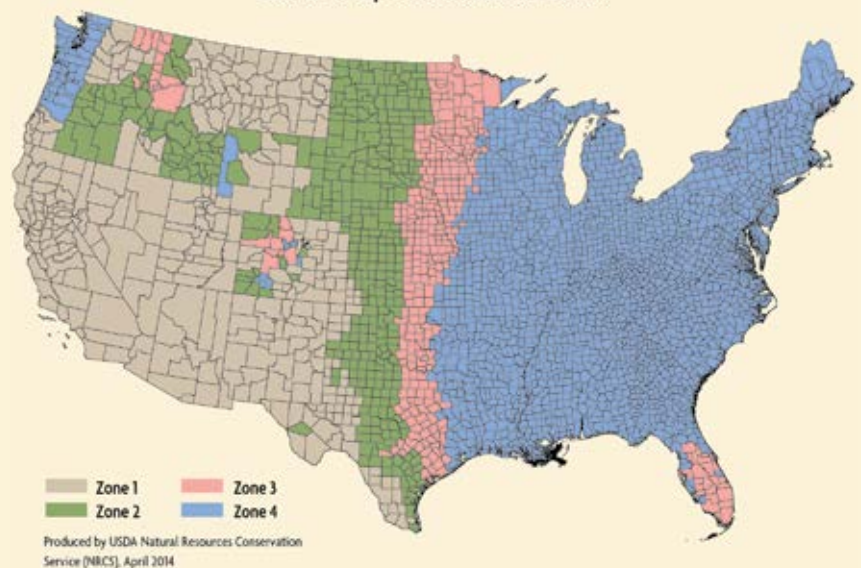 Zone 1
Zone 3
Zone 2
Zone 4
Produced by USDA Natural Resources Conservation
Service [NRCS], April 2014